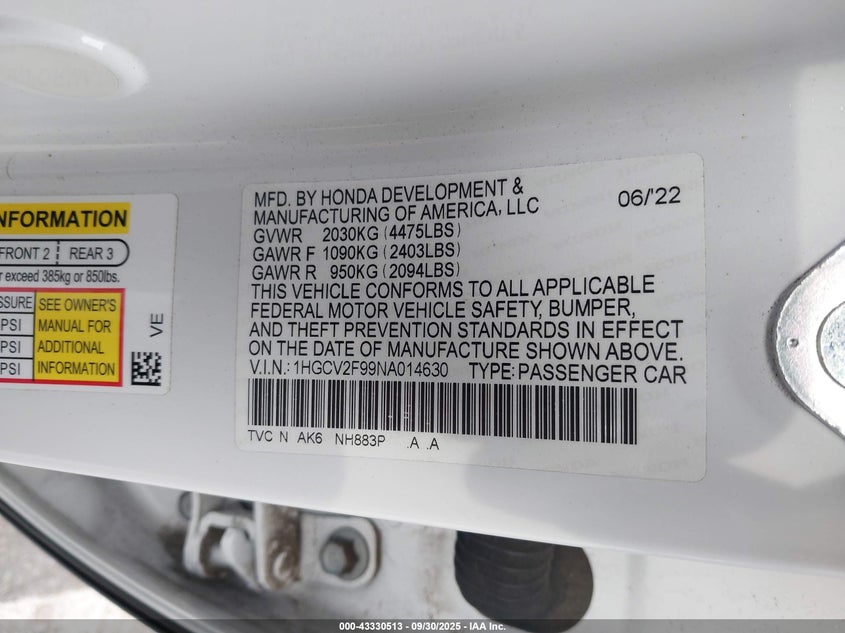 INFORMATION
FRONT 2 REAR 3
exceed 385kg or 850lbs.
SEE OWNER'S
PSI MANUAL FOR
PSI ADDITIONAL
PSI INFORMATION
VE
MFD. BY HONDA DEVELOPMENT & 06/'22
MANUFACTURING OF AMERICA, LLC
GVWR 2030KG (4475LBS)
GAWR F 1090KG (2403LBS)
GAWR R 950KG (2094LBS)
THIS VEHICLE CONFORMS TO ALL APPLICABLE
FEDERAL MOTOR VEHICLE SAFETY, BUMPER,
AND THEFT PREVENTION STANDARDS IN EFFECT
ON THE DATE OF MANUFACTURE SHOWN ABOVE.
V.I.N.: 1HGCV2F99NA014630 TYPE: PASSENGER CAR
TVC N AK6 NH883P .A .A
000-43330513 - 09/30/2025 - IAA Inc.